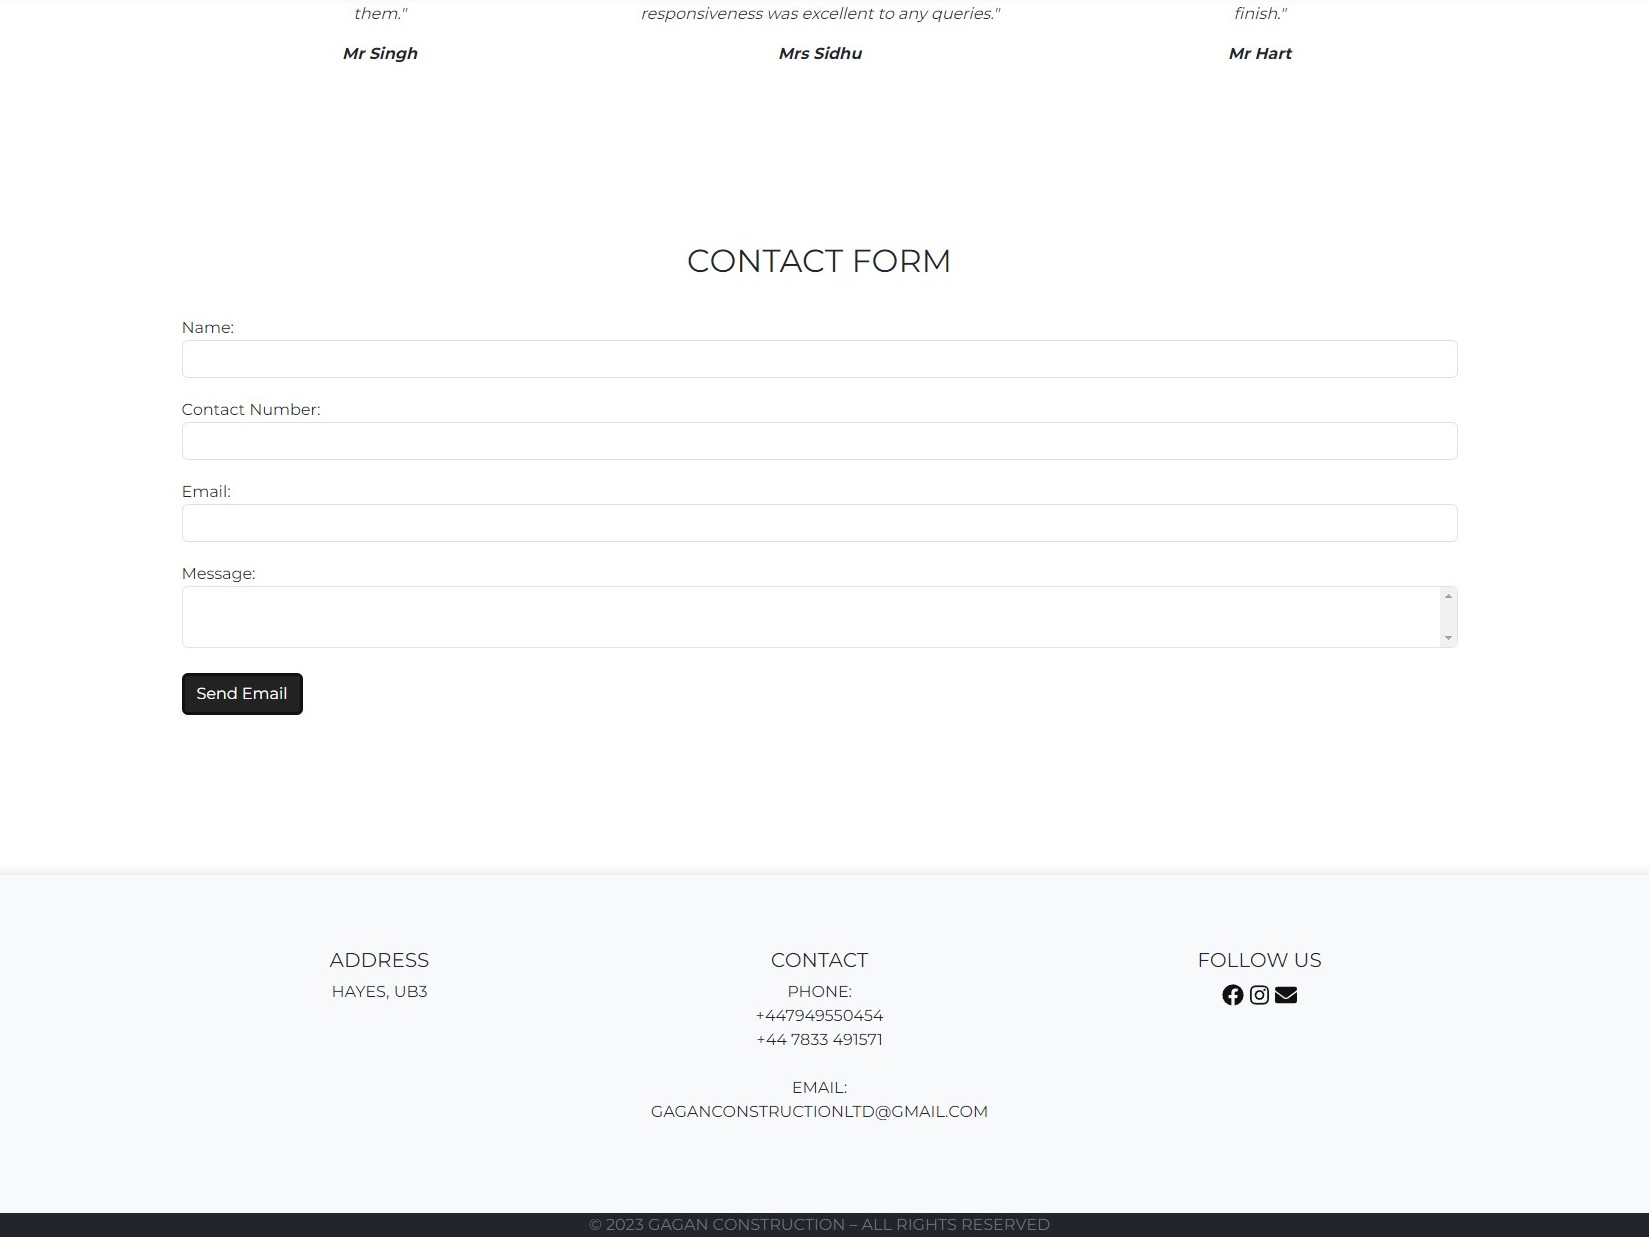 them."
responsiveness was excellent to any queries."
finish."
Mr Singh
Mrs Sidhu
Mr Hart
CONTACT FORM
Name:
Contact Number:
Email:
Message:
Send Email
ADDRESS
HAYES, UB3
CONTACT
PHONE:
+447949550454
+44 7833 491571
EMAIL:
GAGANCONSTRUCTIONLTD@GMAIL.COM
FOLLOW US
© 2023 GAGAN CONSTRUCTION – ALL RIGHTS RESERVED